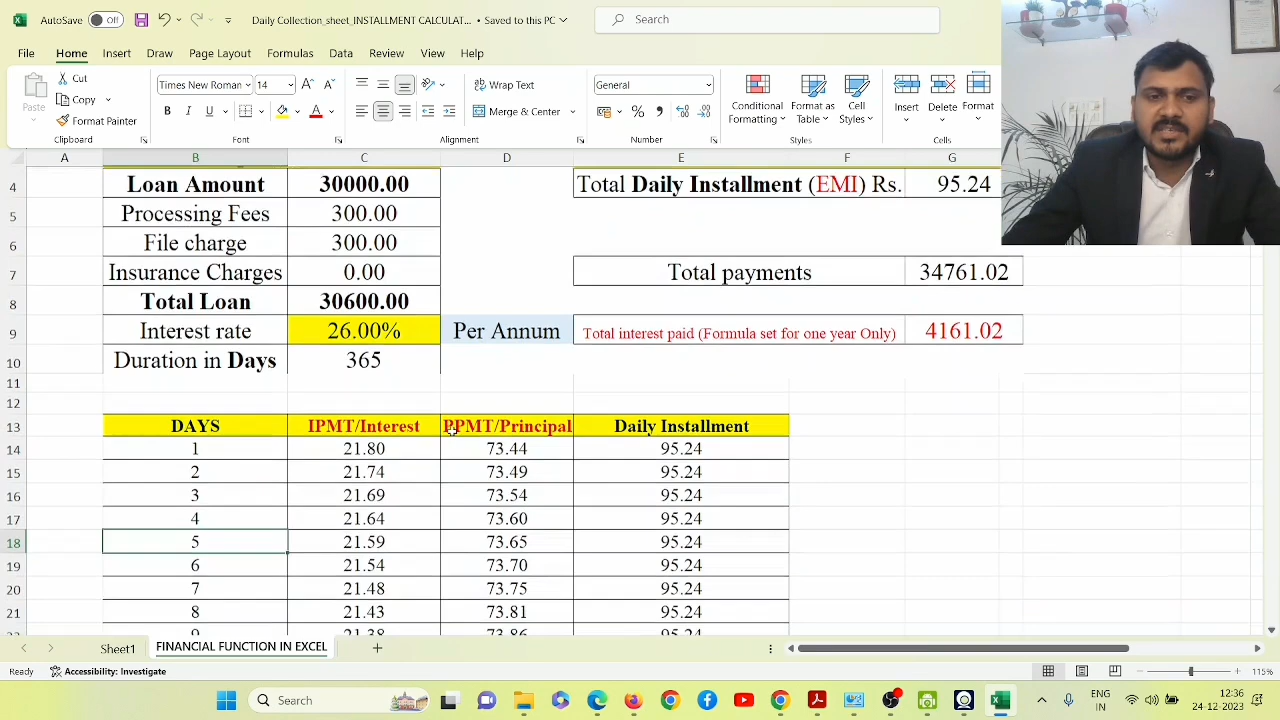 AutoSave Off Daily Collection_sheet_INSTALMENT CALCULAT... • Saved to this PC Search
File Home Insert Draw Page Layout Formulas Data Review View Help
Paste Cut Copy Format Painter Clipboard
Times New Roman 14 B I U Font
Wrap Text Merge & Center Alignment
General % Number
Conditional Formatting Format as Table Cell Styles Styles
Insert Delete Format Cells
A B C D E F G
4 Loan Amount 30000.00 Total Daily Installment (EMI) Rs. 95.24
5 Processing Fees 300.00
6 File charge 300.00
7 Insurance Charges 0.00 Total payments 34761.02
8 Total Loan 30600.00
9 Interest rate 26.00% Per Annum Total interest paid (Formula set for one year Only) 4161.02
10 Duration in Days 365
11
12
13 DAYS IPMT/Interest PPMT/Principal Daily Installment
14 1 21.80 73.44 95.24
15 2 21.74 73.49 95.24
16 3 21.69 73.54 95.24
17 4 21.64 73.60 95.24
18 5 21.59 73.65 95.24
19 6 21.54 73.70 95.24
20 7 21.48 73.75 95.24
21 8 21.43 73.81 95.24
22 9 21.38 73.86 95.24
Sheet1 FINANCIAL FUNCTION IN EXCEL
Ready Accessibility: Investigate 115%
Search ENG IN 12:36 24-12-2023